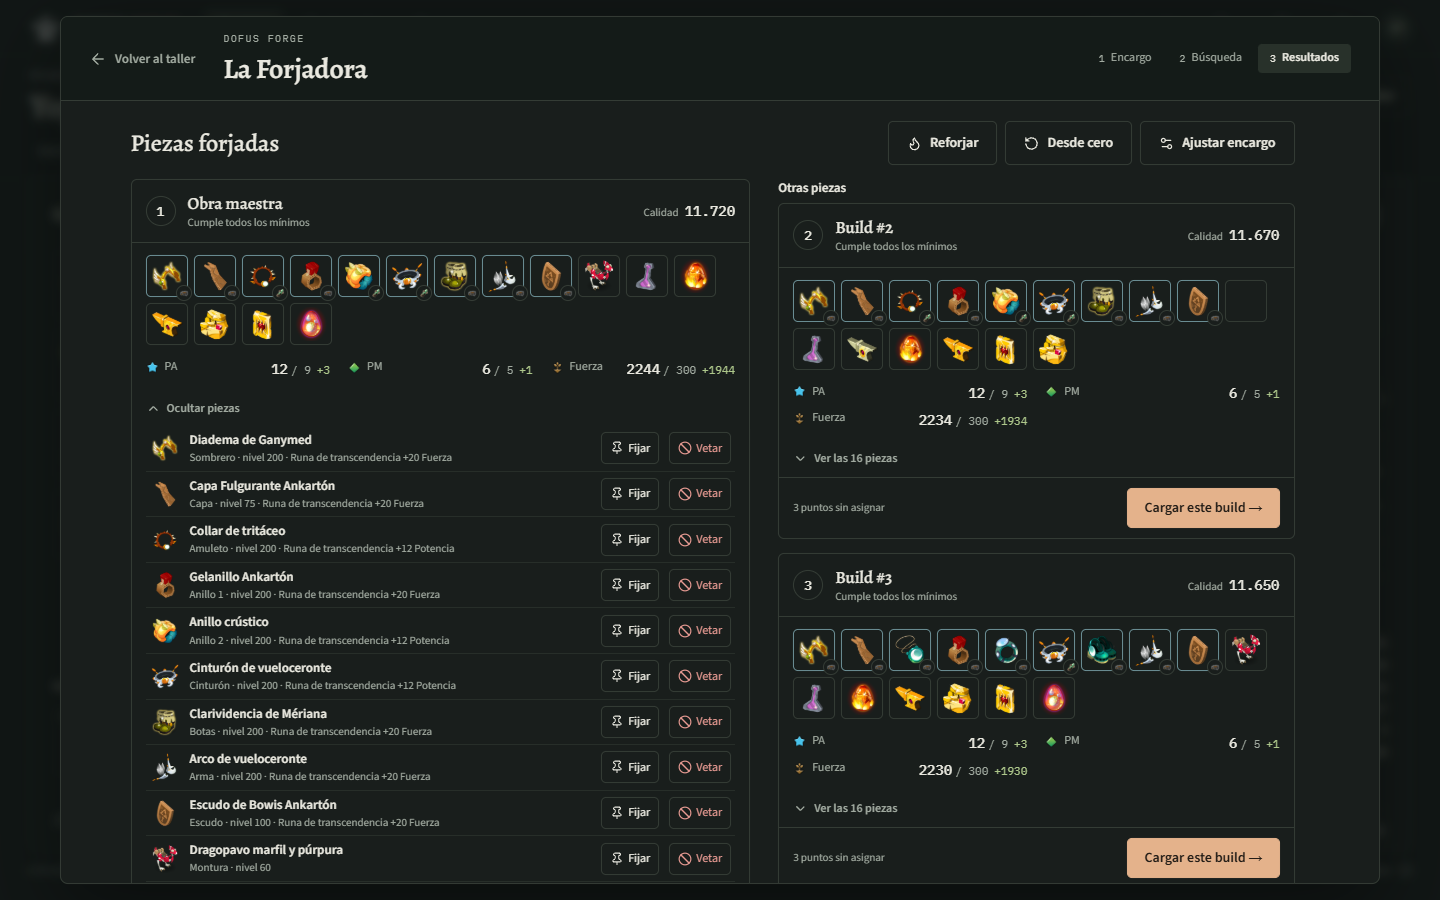 ← Volver al taller
DOFUS FORGE
La Forjadora
1 Encargo
2 Búsqueda
3 Resultados
Piezas forjadas
Reforjar
Desde cero
Ajustar encargo
1
Obra maestra
Cumple todos los mínimos
Calidad 11.720
PA 12 / 9 +3
PM 6 / 5 +1
Fuerza 2244 / 300 +1944
Ocultar piezas
Diadema de Ganymed
Sombrero · nivel 200 · Runa de transcendencia +20 Fuerza
Fijar
Vetar
Capa Fulgurante Ankartón
Capa · nivel 75 · Runa de transcendencia +20 Fuerza
Fijar
Vetar
Collar de tritáceo
Amuleto · nivel 200 · Runa de transcendencia +12 Potencia
Fijar
Vetar
Gelanillo Ankartón
Anillo 1 · nivel 200 · Runa de transcendencia +20 Fuerza
Fijar
Vetar
Anillo crústico
Anillo 2 · nivel 200 · Runa de transcendencia +12 Potencia
Fijar
Vetar
Cinturón de vueloceronte
Cinturón · nivel 200 · Runa de transcendencia +12 Potencia
Fijar
Vetar
Clarividencia de Mériana
Botas · nivel 200 · Runa de transcendencia +20 Fuerza
Fijar
Vetar
Arco de vueloceronte
Arma · nivel 200 · Runa de transcendencia +20 Fuerza
Fijar
Vetar
Escudo de Bowis Ankartón
Escudo · nivel 100 · Runa de transcendencia +20 Fuerza
Fijar
Vetar
Dragopavo marfil y púrpura
Montura · nivel 60
Fijar
Vetar
Otras piezas
2
Build #2
Cumple todos los mínimos
Calidad 11.670
PA 12 / 9 +3
PM 6 / 5 +1
Fuerza 2234 / 300 +1934
Ver las 16 piezas
3 puntos sin asignar
Cargar este build →
3
Build #3
Cumple todos los mínimos
Calidad 11.650
PA 12 / 9 +3
PM 6 / 5 +1
Fuerza 2230 / 300 +1930
Ver las 16 piezas
3 puntos sin asignar
Cargar este build →